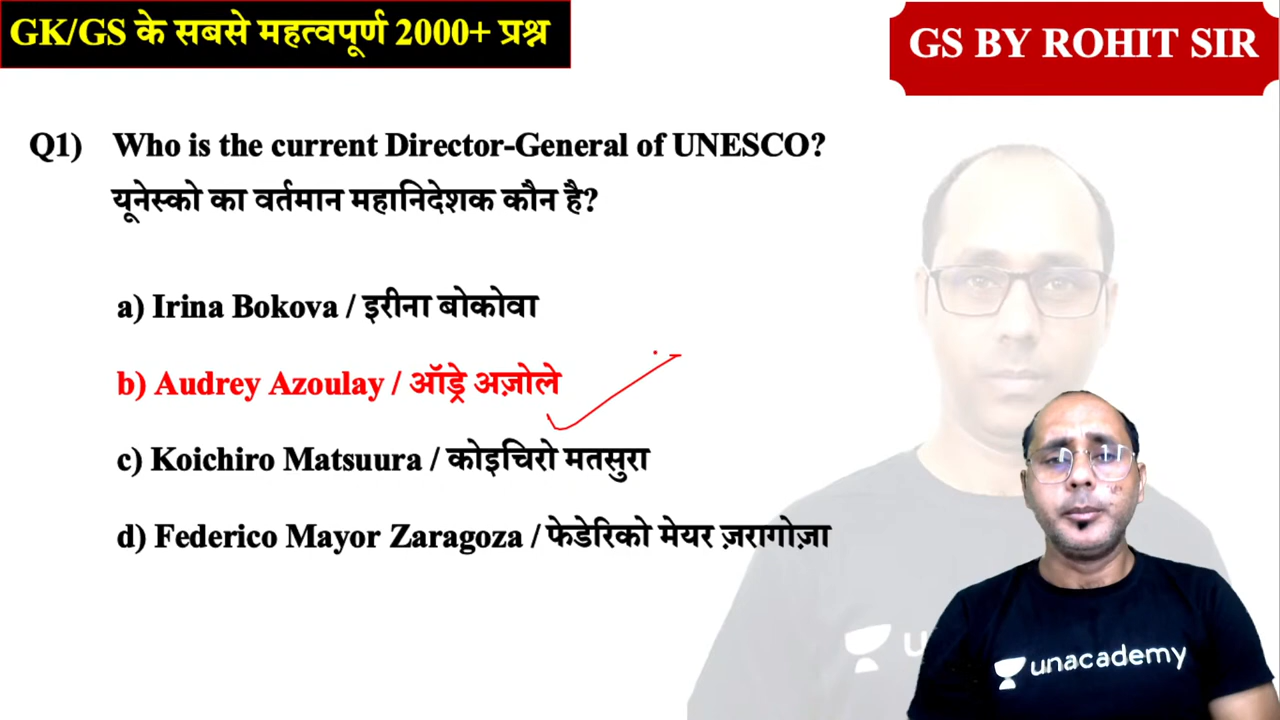 GK/GS के सबसे महत्वपूर्ण 2000+ प्रश्न
GS BY ROHIT SIR
Q1) Who is the current Director-General of UNESCO?
यूनेस्को का वर्तमान महानिदेशक कौन है?
a) Irina Bokova / इरीना बोकोवा
b) Audrey Azoulay / ऑड्रे अज़ोले
c) Koichiro Matsuura / कोइचिरो मतसुरा
d) Federico Mayor Zaragoza / फेडेरिको मेयर ज़रागोज़ा
unacademy